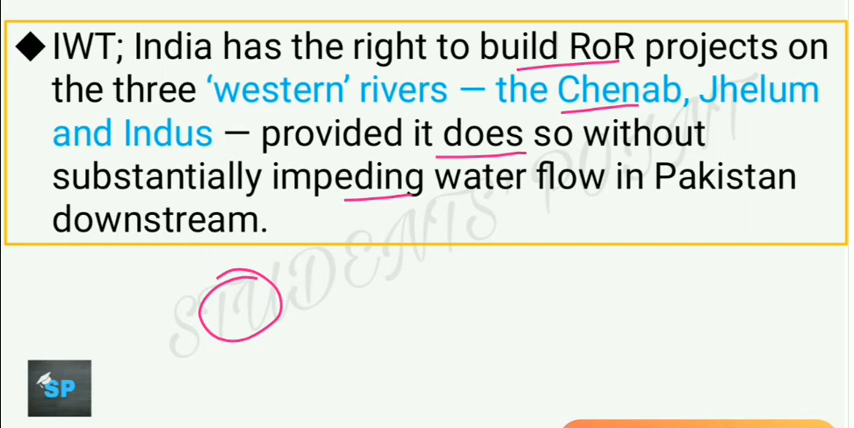 ◆ IWT; India has the right to build RoR projects on
the three ‘western’ rivers — the Chenab, Jhelum
and Indus — provided it does so without
substantially impeding water flow in Pakistan
downstream.
STUDENTS' POINT
SP